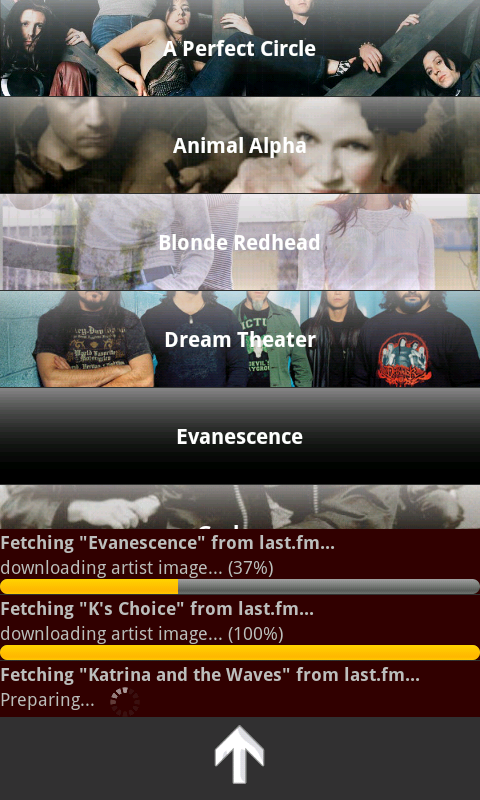 A Perfect Circle
Animal Alpha
Blonde Redhead
Dream Theater
Evanescence
Fetching "Evanescence" from last.fm...
downloading artist image... (37%)
Fetching "K's Choice" from last.fm...
downloading artist image... (100%)
Fetching "Katrina and the Waves" from last.fm...
Preparing...